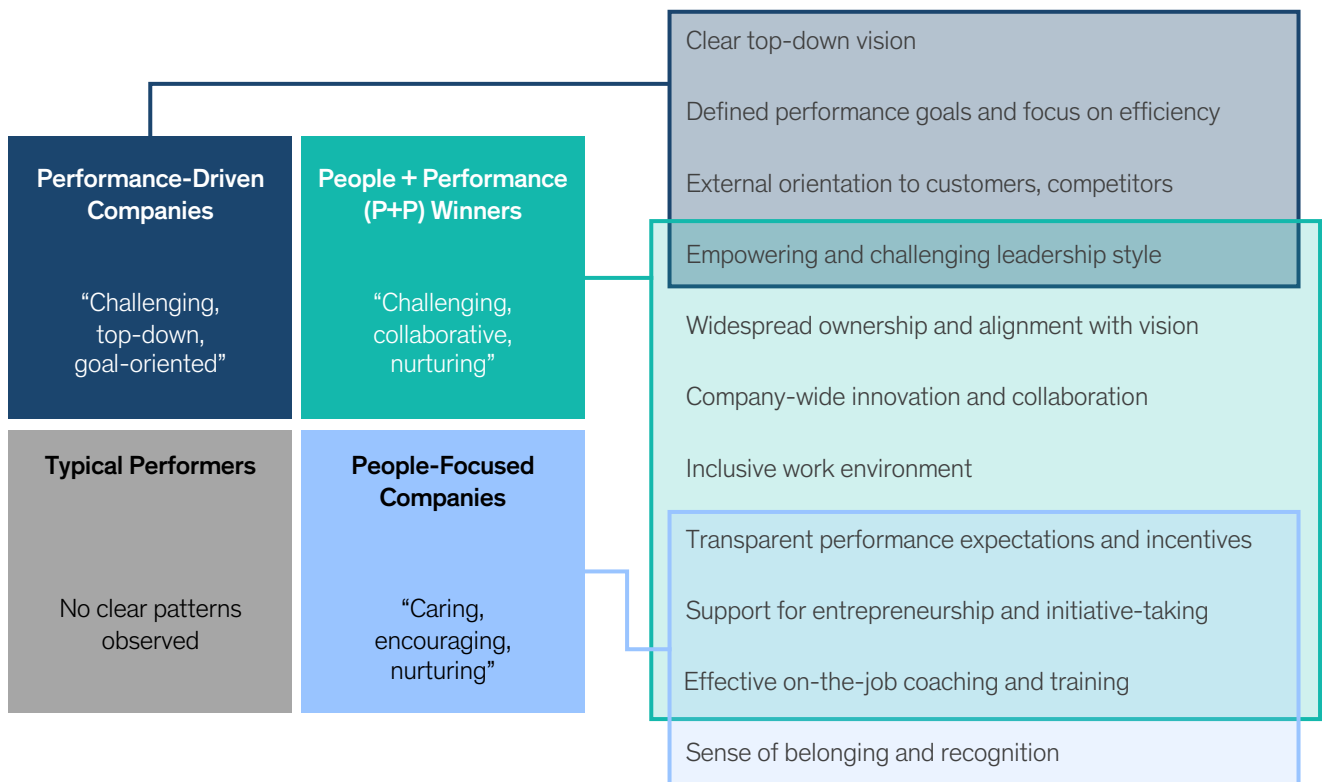 Performance-Driven
Companies
“Challenging,
top-down,
goal-oriented”
People + Performance
(P+P) Winners
“Challenging,
collaborative,
nurturing”
Typical Performers
No clear patterns
observed
People-Focused
Companies
“Caring,
encouraging,
nurturing”
Clear top-down vision
Defined performance goals and focus on efficiency
External orientation to customers, competitors
Empowering and challenging leadership style
Widespread ownership and alignment with vision
Company-wide innovation and collaboration
Inclusive work environment
Transparent performance expectations and incentives
Support for entrepreneurship and initiative-taking
Effective on-the-job coaching and training
Sense of belonging and recognition